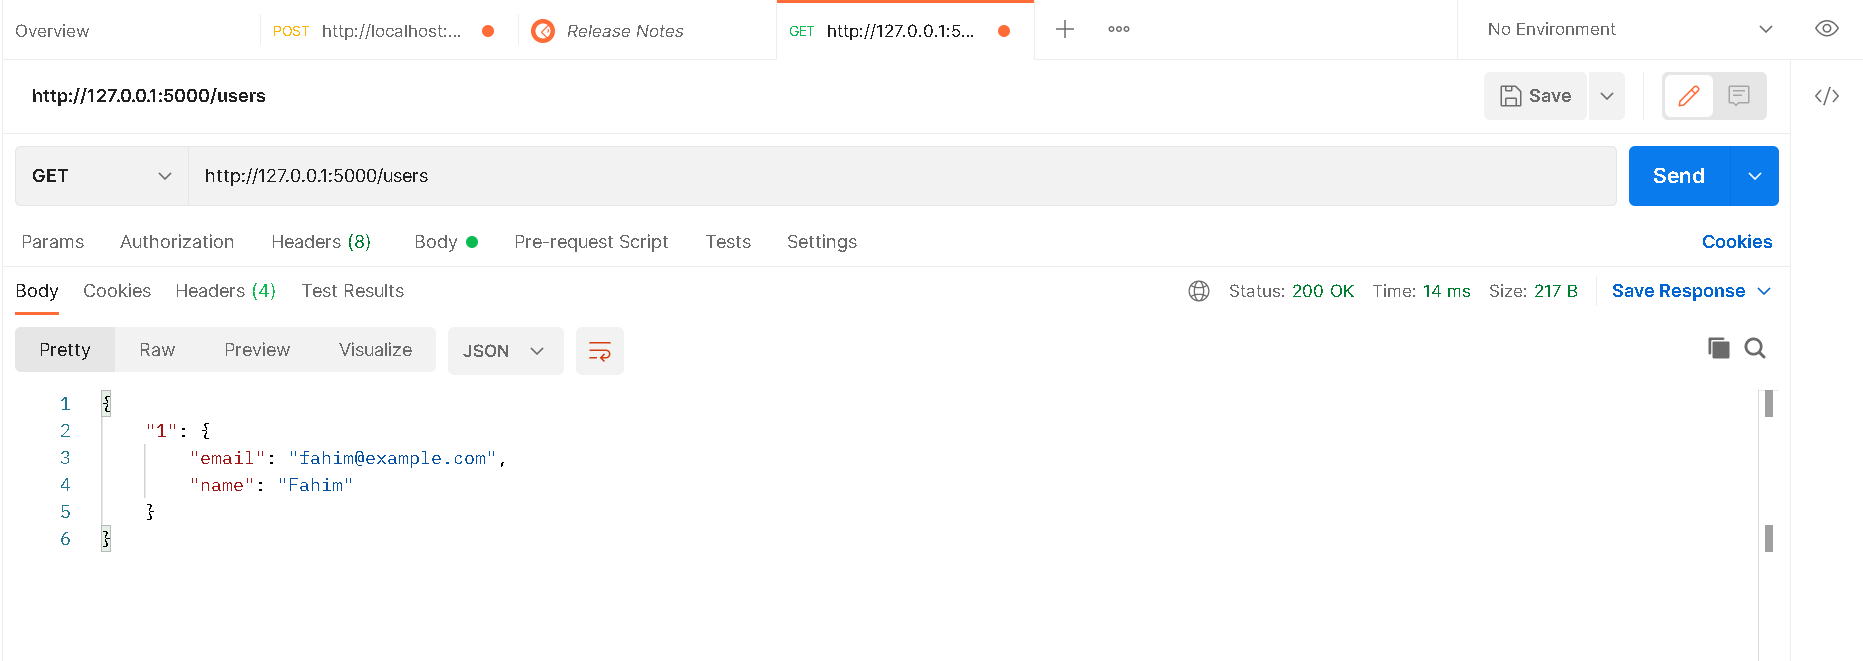 Overview POST http://localhost:... Release Notes GET http://127.0.0.1:5... No Environment
http://127.0.0.1:5000/users Save
GET http://127.0.0.1:5000/users Send
Params Authorization Headers (8) Body Pre-request Script Tests Settings Cookies
Body Cookies Headers (4) Test Results Status: 200 OK Time: 14 ms Size: 217 B Save Response
Pretty Raw Preview Visualize JSON
1 {
2 "1": {
3 "email": "fahim@example.com",
4 "name": "Fahim"
5 }
6 }